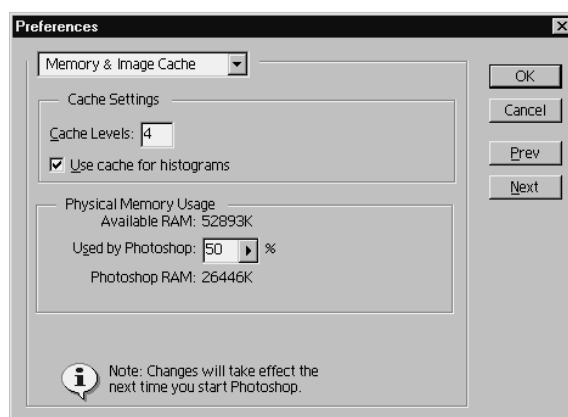 Preferences
Memory & Image Cache
OK
Cancel
Prev
Next
Cache Settings
Cache Levels: 4
Use cache for histograms
Physical Memory Usage
Available RAM: 52893K
Used by Photoshop: 50 %
Photoshop RAM: 26446K
Note: Changes will take effect the
next time you start Photoshop.